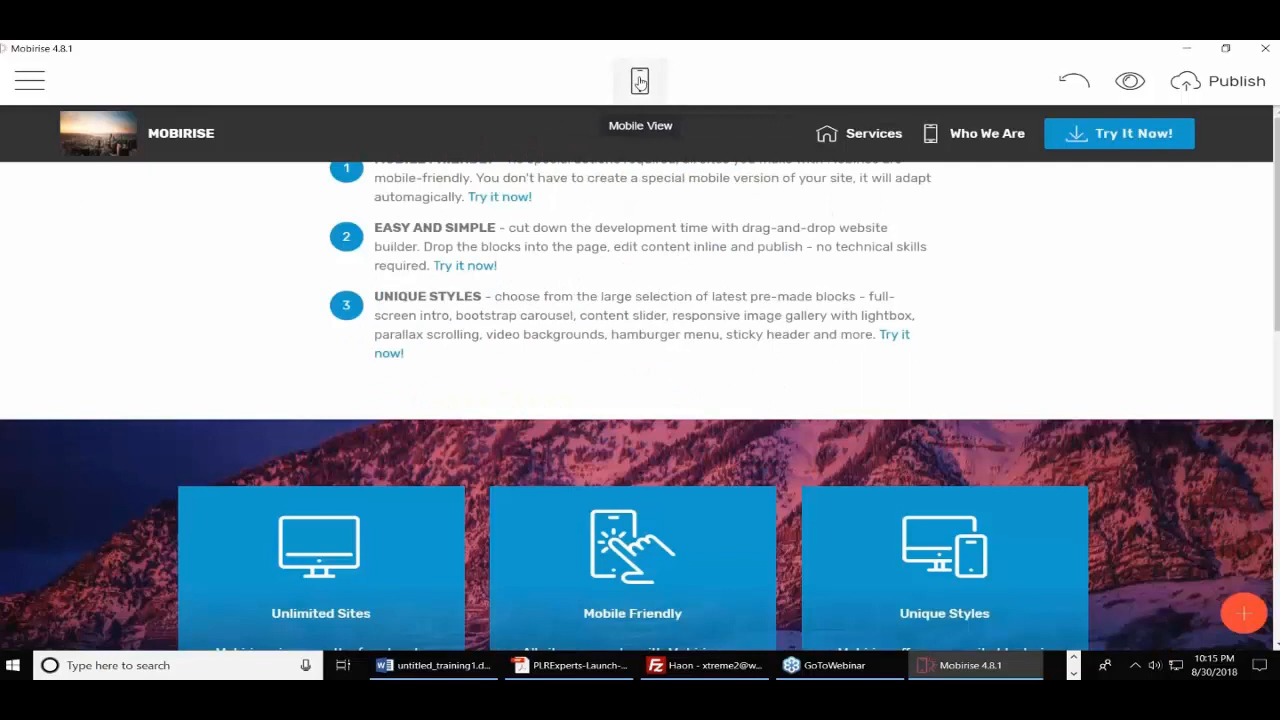 Mobirise 4.8.1
Publish
Mobile View
MOBIRISE
Services
Who We Are
Try It Now!
1
mobile-friendly. You don't have to create a special mobile version of your site, it will adapt
automagically. Try it now!
2
EASY AND SIMPLE - cut down the development time with drag-and-drop website
builder. Drop the blocks into the page, edit content inline and publish - no technical skills
required. Try it now!
3
UNIQUE STYLES - choose from the large selection of latest pre-made blocks - full-
screen intro, bootstrap carousel, content slider, responsive image gallery with lightbox,
parallax scrolling, video backgrounds, hamburger menu, sticky header and more. Try it
now!
Unlimited Sites
Mobile Friendly
Unique Styles
Type here to search
untitled_training1.d...
PLRExperts-Launch-...
Haon - xtreme2@w...
GoToWebinar
Mobirise 4.8.1
10:15 PM
8/30/2018